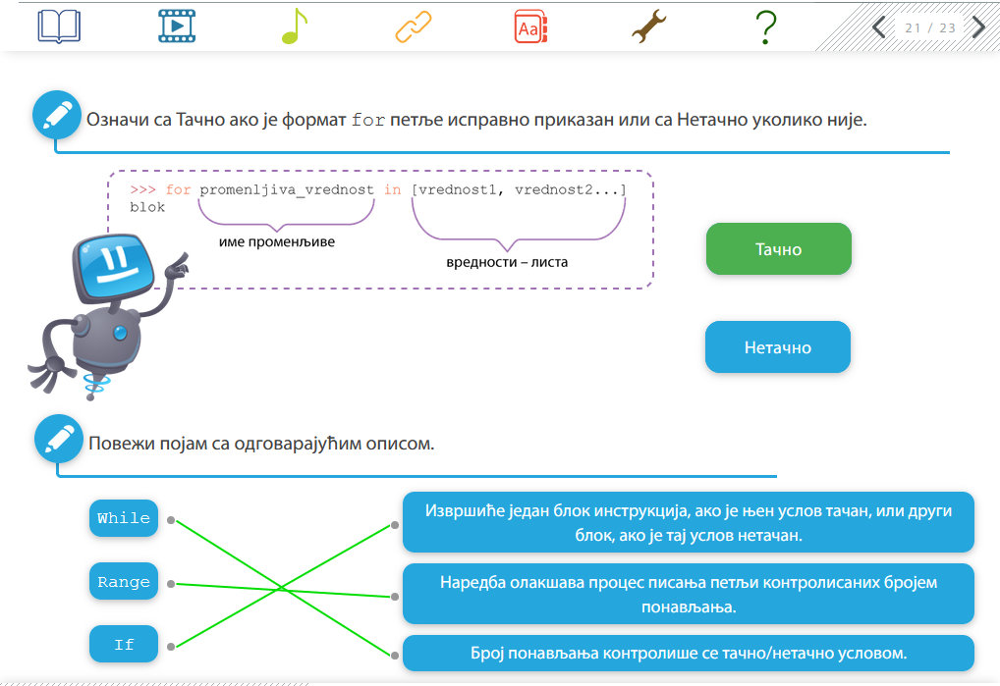 Aa
21 / 23
Означи са Тачно ако је формат for петље исправно приказан или са Нетачно уколико није.
>>> for promenljiva_vrednost in [vrednost1, vrednost2...]
blok
име променљиве
вредности – листа
Тачно
Нетачно
Повежи појам са одговарајућим описом.
While
Извршиће један блок инструкција, ако је њен услов тачан, или други
блок, ако је тај услов нетачан.
Range
Наредба олакшава процес писања петљи контролисаних бројем
понављања.
If
Број понављања контролише се тачно/нетачно условом.